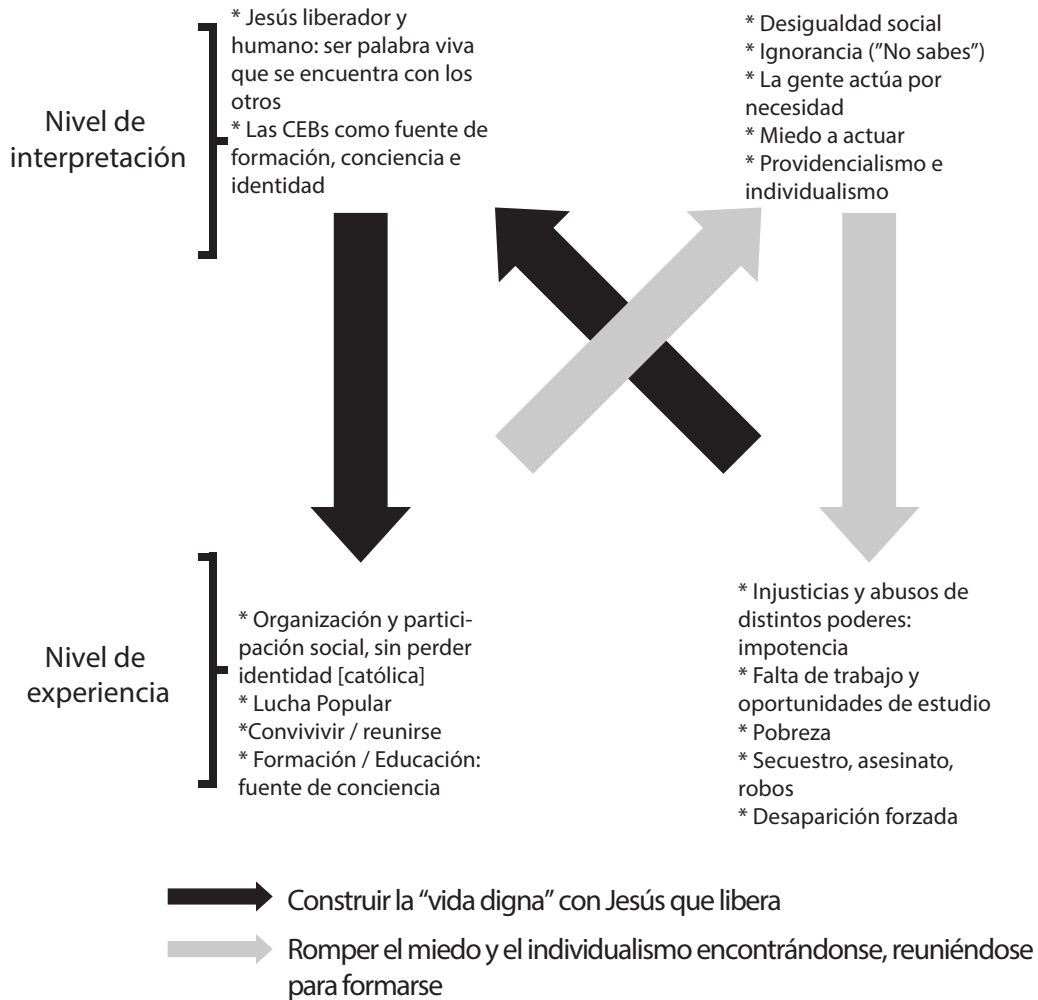 * Jesús liberador y
humano: ser palabra viva
que se encuentra con los
otros
* Las CEBs como fuente de
formación, conciencia e
identidad
* Desigualdad social
* Ignorancia (”No sabes”)
* La gente actúa por
necesidad
* Miedo a actuar
* Providencialismo e
individualismo
Nivel de
interpretación
Nivel de
experiencia
* Organización y partici-
pación social, sin perder
identidad [católica]
* Lucha Popular
*Convivivir / reunirse
* Formación / Educación:
fuente de conciencia
* Injusticias y abusos de
distintos poderes:
impotencia
* Falta de trabajo y
oportunidades de estudio
* Pobreza
* Secuestro, asesinato,
robos
* Desaparición forzada
Construir la “vida digna” con Jesús que libera
Romper el miedo y el individualismo encontrándonse, reuniéndose
para formarse